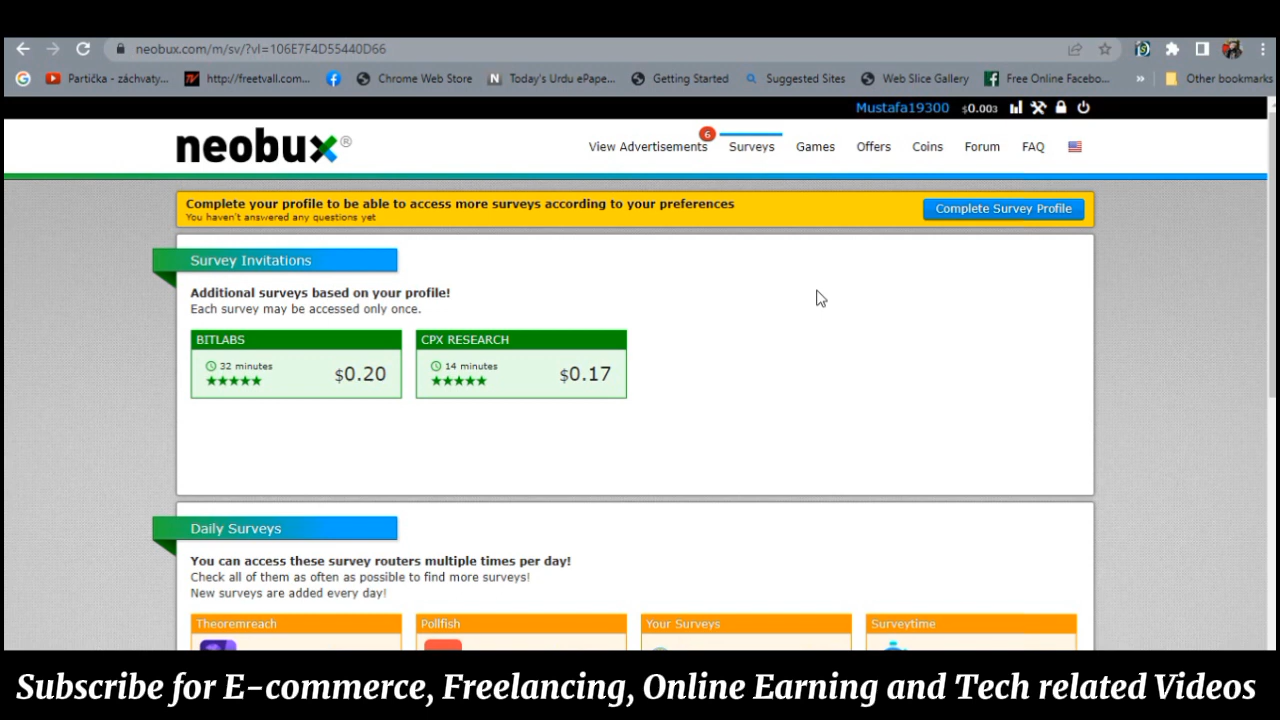 neobux.com/m/sv/?vl=106E7F4D55440D66
Partička - záchvaty... http://freetvall.com... Chrome Web Store Today's Urdu ePape... Getting Started Suggested Sites Web Slice Gallery Free Online Facebo... » Other bookmarks
Mustafa19300 $0.003
neobux®
View Advertisements 6 Surveys Games Offers Coins Forum FAQ
Complete your profile to be able to access more surveys according to your preferences
You haven't answered any questions yet
Complete Survey Profile
Survey Invitations
Additional surveys based on your profile!
Each survey may be accessed only once.
BITLABS CPX RESEARCH
32 minutes $0.20 14 minutes $0.17
Daily Surveys
You can access these survey routers multiple times per day!
Check all of them as often as possible to find more surveys!
New surveys are added every day!
Theoremreach Pollfish Your Surveys Surveytime
Subscribe for E-commerce, Freelancing, Online Earning and Tech related Videos